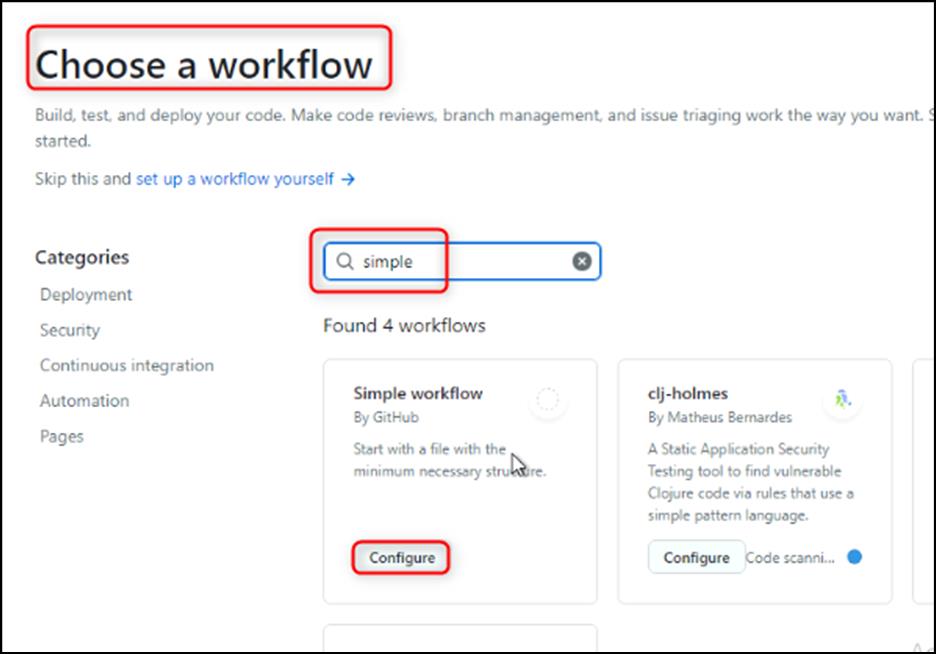 Choose a workflow
Build, test, and deploy your code. Make code reviews, branch management, and issue triaging work the way you want.
started.
Skip this and set up a workflow yourself →
Categories
Deployment
Security
Continuous integration
Automation
Pages
simple
Found 4 workflows
Simple workflow
By GitHub
Start with a file with the
minimum necessary structure.
Configure
clj-holmes
By Matheus Bernardes
A Static Application Security
Testing tool to find vulnerable
Clojure code via rules that use a
simple pattern language.
Configure
Code scanni...